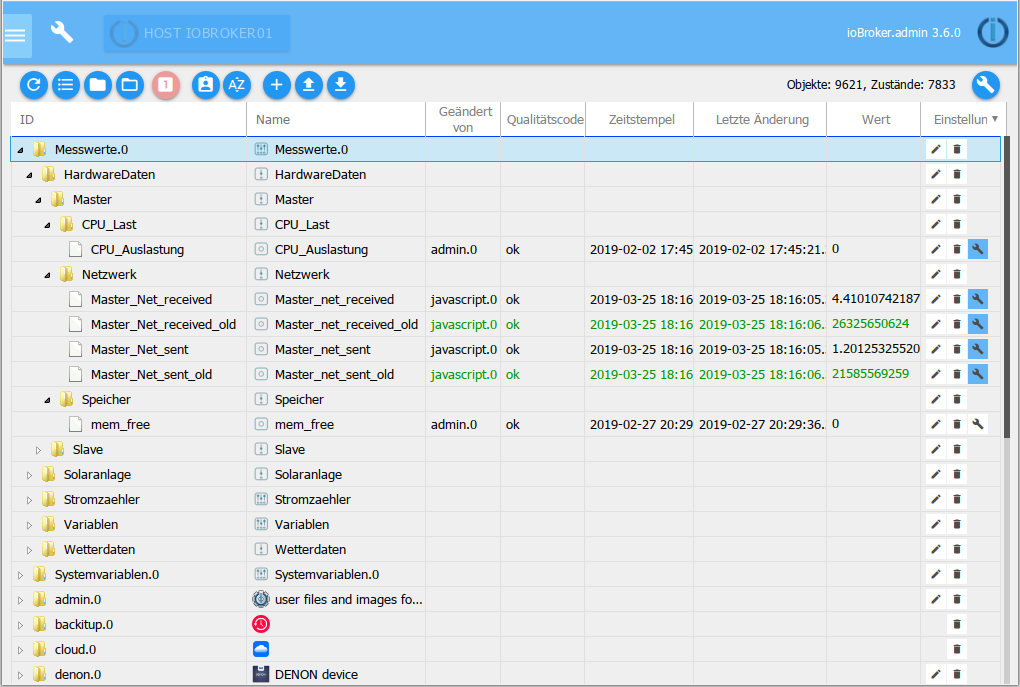 HOST IOBROKER01 ioBroker.admin 3.6.0
1 AZ Objekte: 9621, Zustände: 7833
ID Name Geändert von Qualitätscode Zeitstempel Letzte Änderung Wert Einstellun
Messwerte.0 Messwerte.0
HardwareDaten HardwareDaten
Master Master
CPU_Last CPU_Last
CPU_Auslastung CPU_Auslastung admin.0 ok 2019-02-02 17:45 2019-02-02 17:45:21.. 0
Netzwerk Netzwerk
Master_Net_received Master_net_received javascript.0 ok 2019-03-25 18:16 2019-03-25 18:16:05.. 4.41010742187
Master_Net_received_old Master_net_received_old javascript.0 ok 2019-03-25 18:16 2019-03-25 18:16:06.. 26325650624
Master_Net_sent Master_net_sent javascript.0 ok 2019-03-25 18:16 2019-03-25 18:16:05.. 1.20125325520
Master_Net_sent_old Master_net_sent_old javascript.0 ok 2019-03-25 18:16 2019-03-25 18:16:06.. 21585569259
Speicher Speicher
mem_free mem_free admin.0 ok 2019-02-27 20:29 2019-02-27 20:29:36.. 0
Slave Slave
Solaranlage Solaranlage
Stromzaehler Stromzaehler
Variablen Variablen
Wetterdaten Wetterdaten
Systemvariablen.0 Systemvariablen.0
admin.0 user files and images fo...
backitup.0
cloud.0
denon.0 DENON device